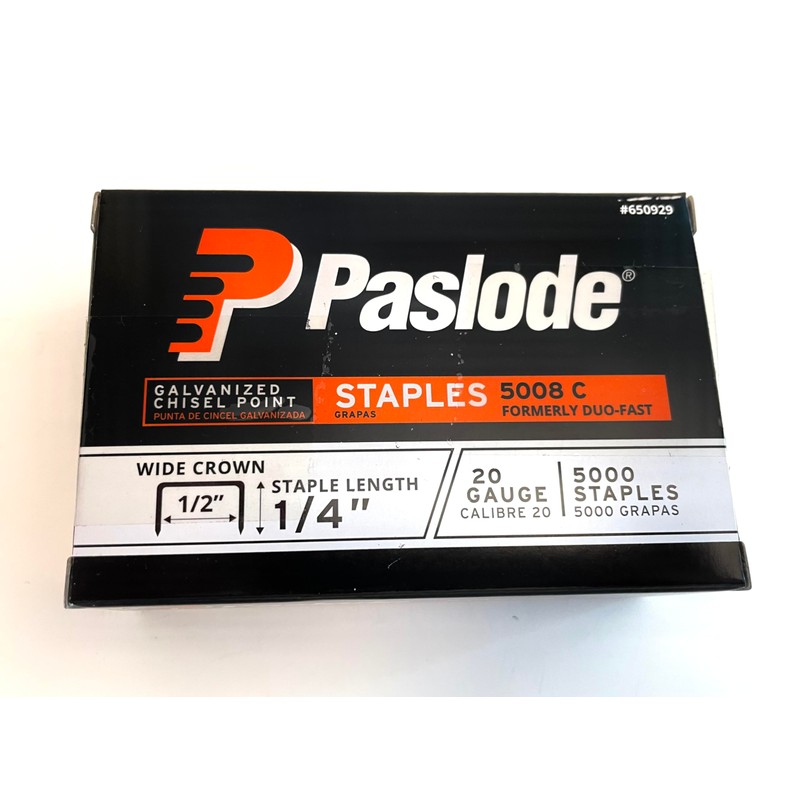 #650929
Paslode®
GALVANIZED
CHISEL POINT
PUNTA DE CINCEL GALVANIZADA
STAPLES
GRAPAS
5008 C
FORMERLY DUO-FAST
WIDE CROWN
1/2"
STAPLE LENGTH
1/4"
20
GAUGE
CALIBRE 20
5000
STAPLES
5000 GRAPAS